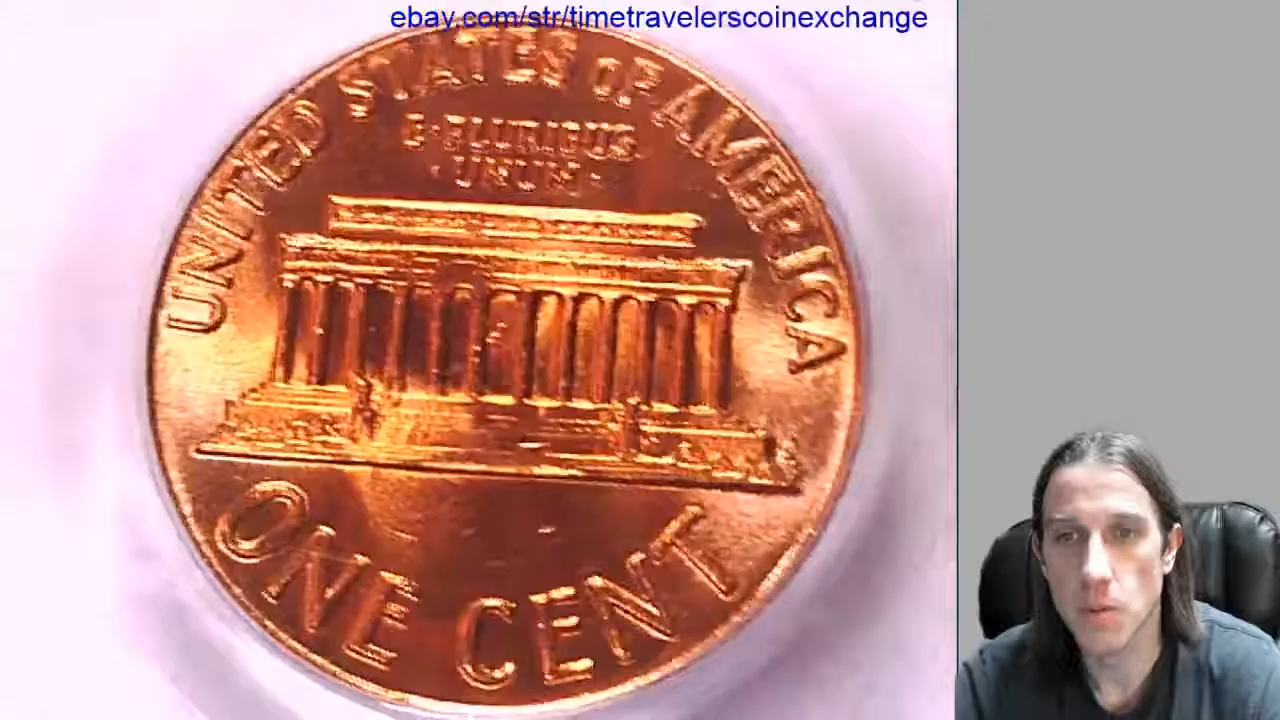 ebay.com/str/timetravelerscoinexchange
UNITED STATES OF AMERICA
E·PLURIBUS
·UNUM·
ONE CENT